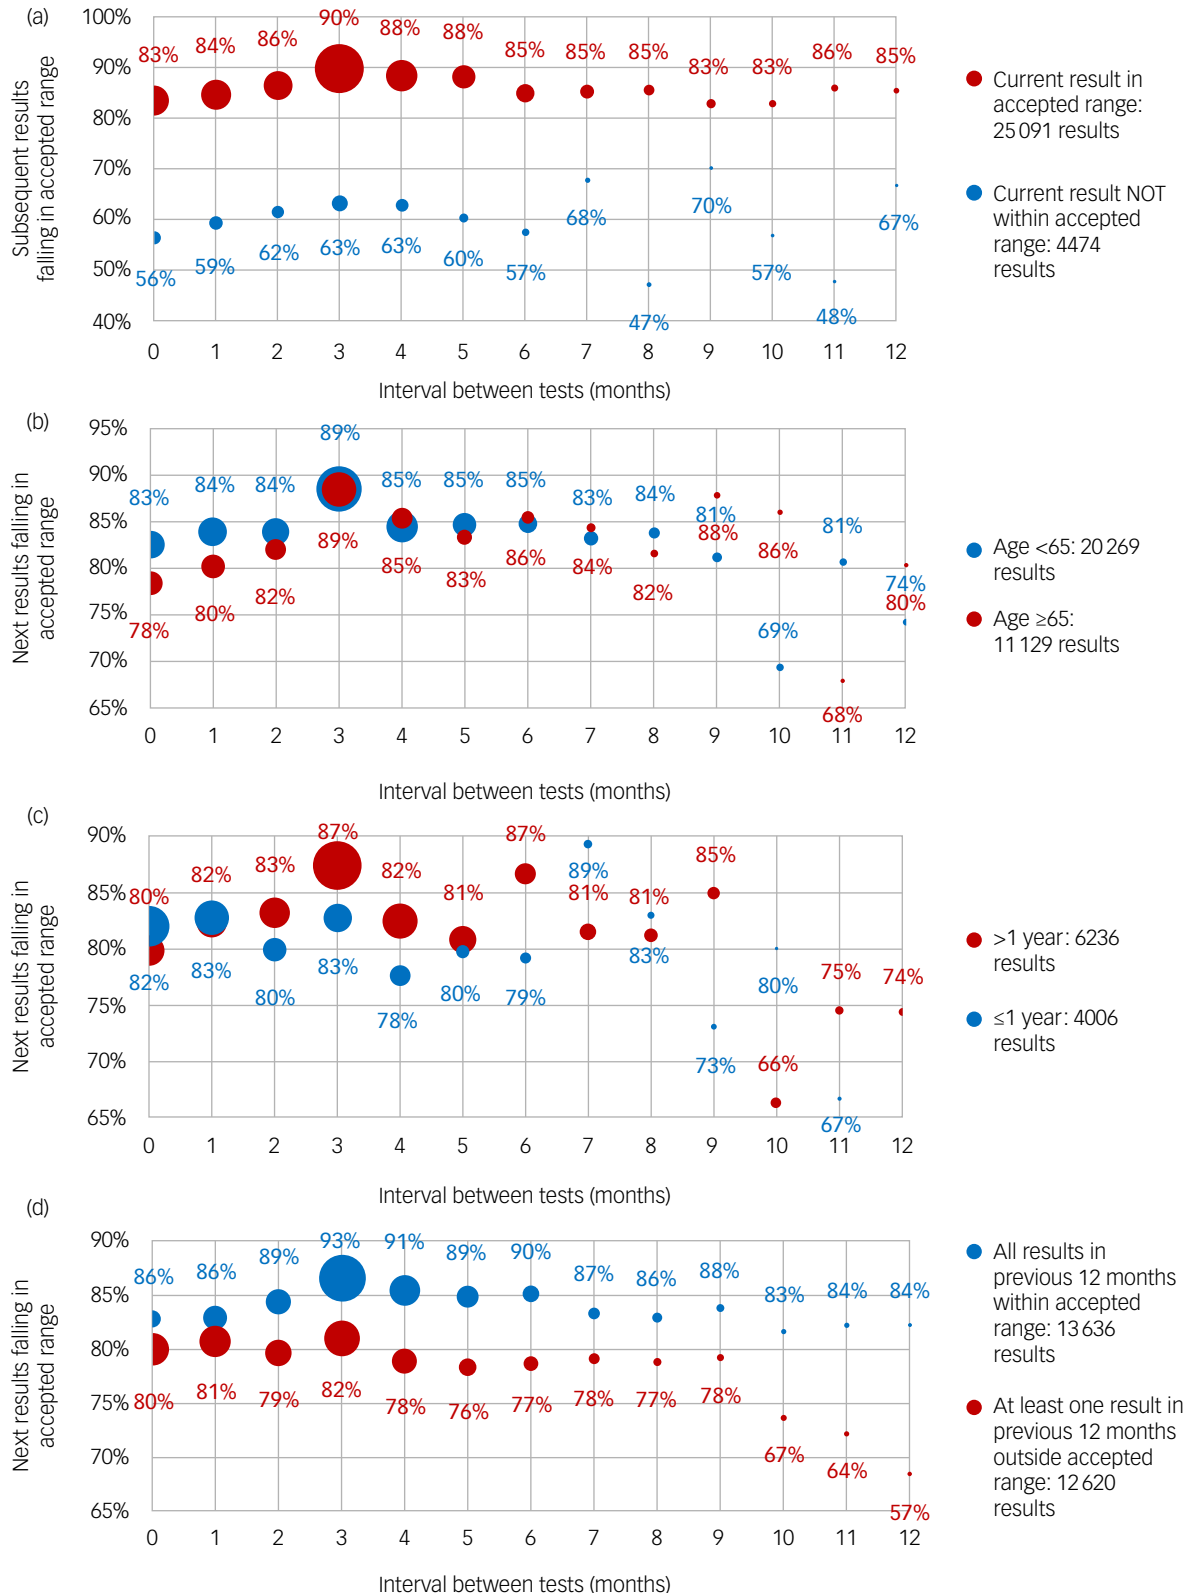 (a)
Subsequent results
falling in accepted range
100%
90%
80%
70%
60%
50%
40%
83%
84%
86%
90%
88%
88%
85%
85%
85%
83%
83%
86%
85%
56%
59%
62%
63%
63%
60%
57%
68%
47%
70%
57%
48%
67%
0 1 2 3 4 5 6 7 8 9 10 11 12
Interval between tests (months)
Current result in
accepted range:
25 091 results
Current result NOT
within accepted
range: 4474
results
(b)
Next results falling in
accepted range
95%
90%
85%
80%
75%
70%
65%
83%
84%
84%
89%
85%
85%
85%
83%
84%
81%
69%
81%
74%
78%
80%
82%
89%
85%
83%
86%
84%
82%
88%
86%
68%
80%
0 1 2 3 4 5 6 7 8 9 10 11 12
Interval between tests (months)
Age <65: 20 269
results
Age ≥65:
11 129 results
(c)
Next results falling in
accepted range
90%
85%
80%
75%
70%
65%
80%
82%
83%
87%
82%
81%
87%
81%
81%
85%
66%
75%
74%
82%
83%
80%
83%
78%
80%
79%
89%
83%
73%
80%
67%
0 1 2 3 4 5 6 7 8 9 10 11 12
Interval between tests (months)
>1 year: 6236
results
≤1 year: 4006
results
(d)
Next results falling in
accepted range
90%
85%
80%
75%
70%
65%
86%
86%
89%
93%
91%
89%
90%
87%
86%
88%
83%
84%
84%
80%
81%
79%
82%
78%
76%
77%
78%
77%
78%
67%
64%
57%
0 1 2 3 4 5 6 7 8 9 10 11 12
Interval between tests (months)
All results in
previous 12 months
within accepted
range: 13 636
results
At least one result in
previous 12 months
outside accepted
range: 12 620
results